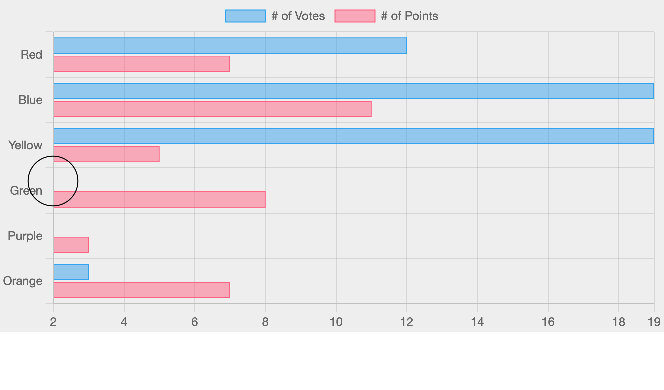 # of Votes # of Points
Red
Blue
Yellow
Green
Purple
Orange
2 4 6 8 10 12 14 16 18 19